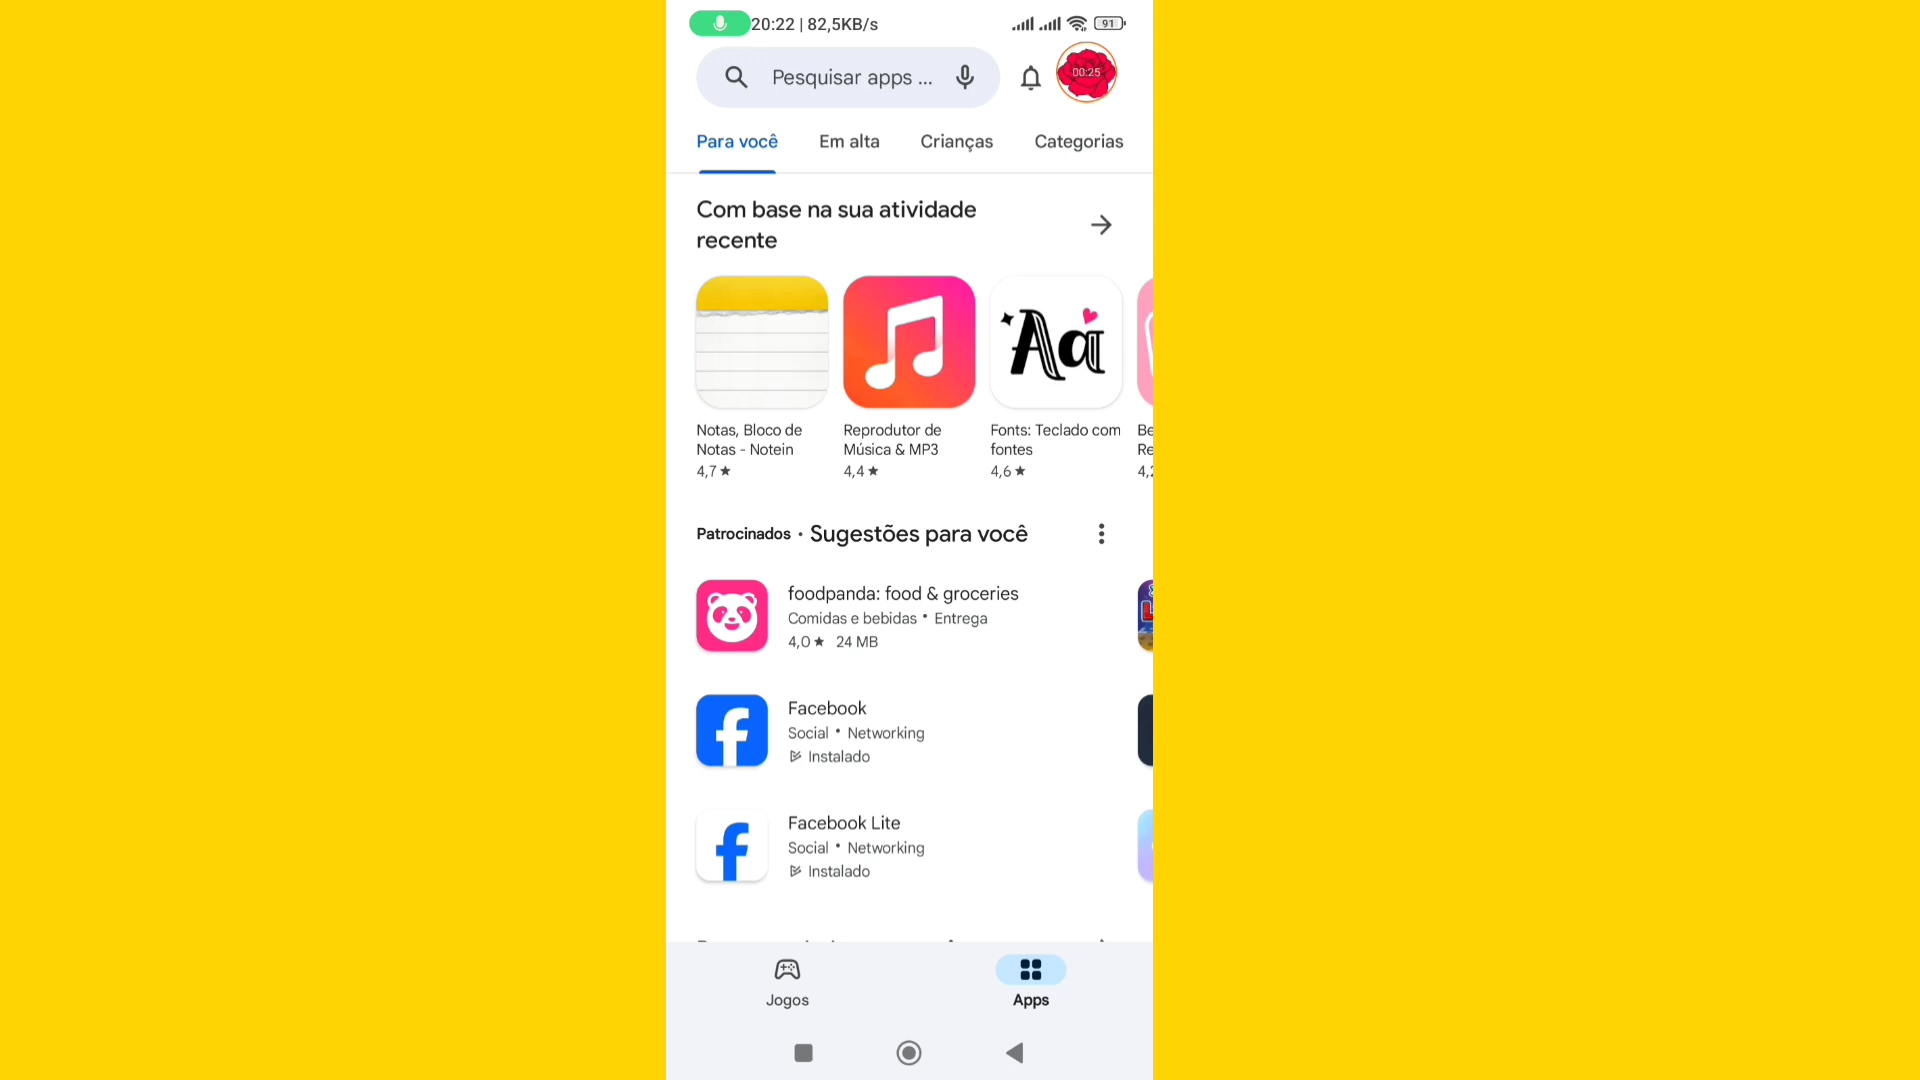 20:22 | 82,5KB/s
91
Pesquisar apps ...
00:25
Para você
Em alta
Crianças
Categorias
Com base na sua atividade
recente
Aa
Notas, Bloco de
Notas - Notein
4,7 ★
Reprodutor de
Música & MP3
4,4 ★
Fonts: Teclado com
fontes
4,6 ★
Patrocinados • Sugestões para você
foodpanda: food & groceries
Comidas e bebidas • Entrega
4,0 ★ 24 MB
Facebook
Social • Networking
Instalado
Facebook Lite
Social • Networking
Instalado
Jogos
Apps